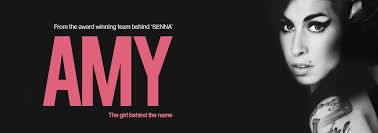 From the award winning team behind 'SENNA'
AMY
The girl behind the name